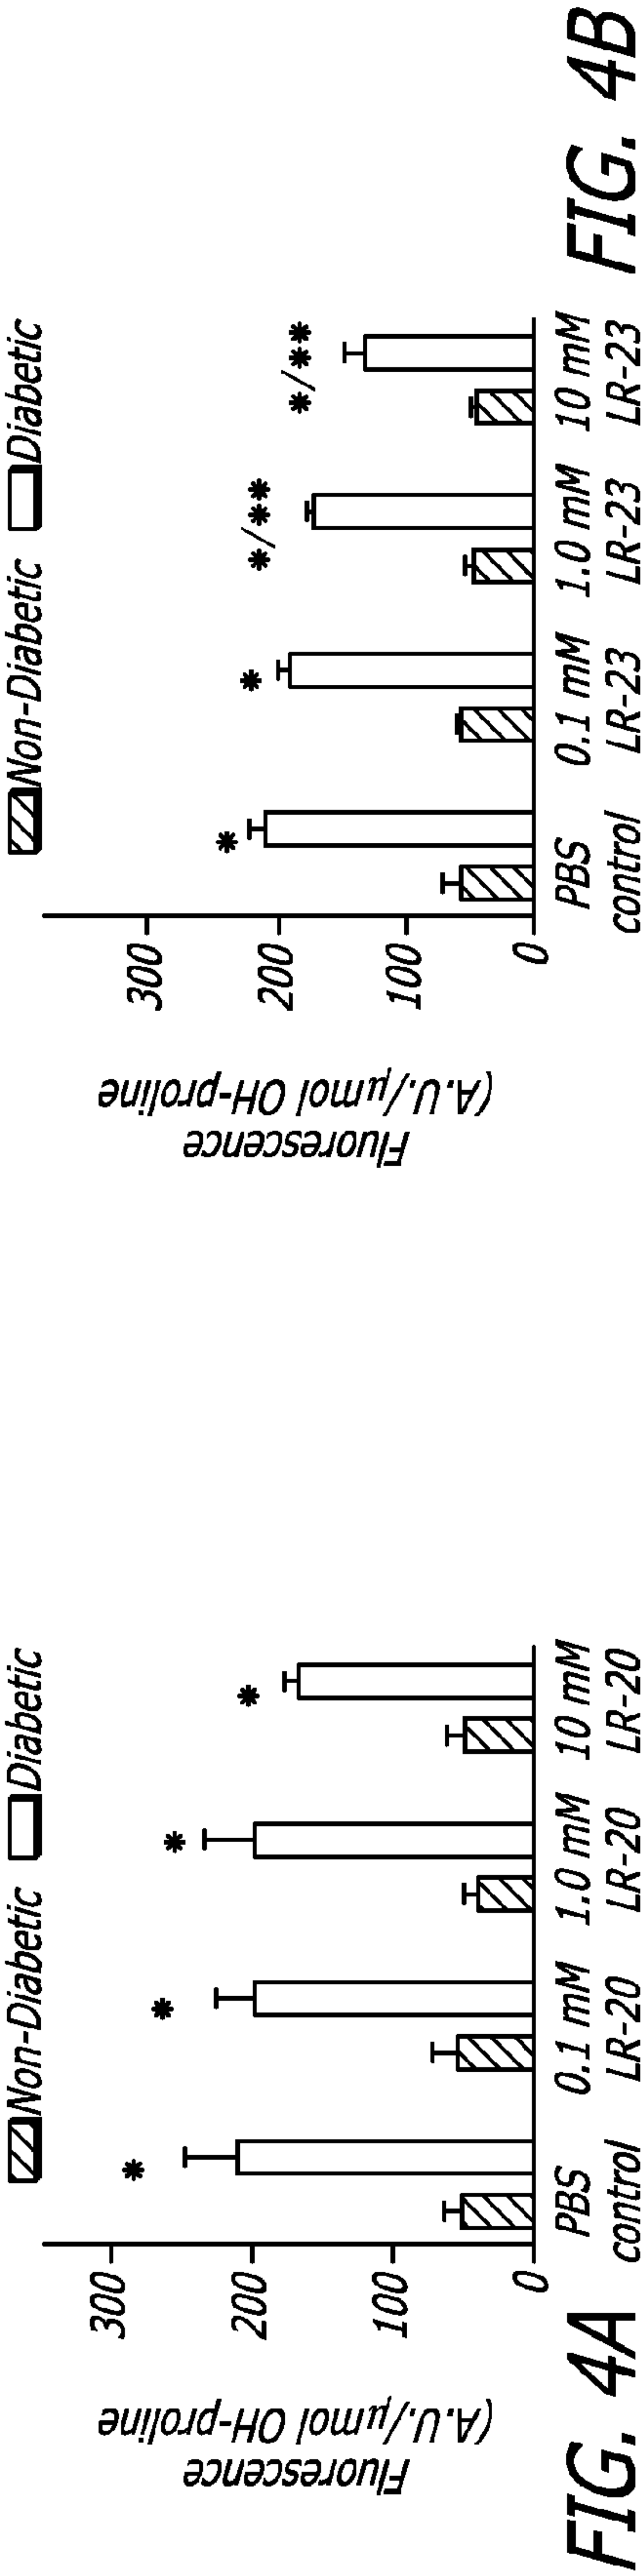 Non-Diabetic Diabetic
Fluorescence
(A.U./μmol OH-proline
300
200
100
0
*
*
*
*
PBS 0.1 mM 1.0 mM 10 mM
control LR-20 LR-20 LR-20
FIG. 4A
Non-Diabetic Diabetic
Fluorescence
(A.U./μmol OH-proline
300
200
100
0
*
*
*/**
*/**
PBS 0.1 mM 1.0 mM 10 mM
control LR-23 LR-23 LR-23
FIG. 4B